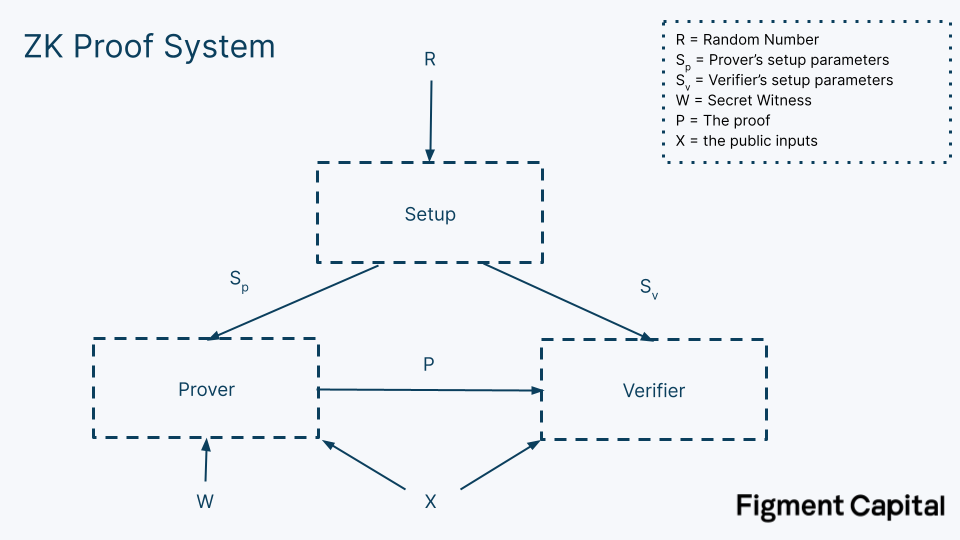 ZK Proof System
R = Random Number
Sp = Prover's setup parameters
Sv = Verifier's setup parameters
W = Secret Witness
P = The proof
X = the public inputs
R
Setup
Sp
Sv
Prover
P
Verifier
W
X
Figment Capital